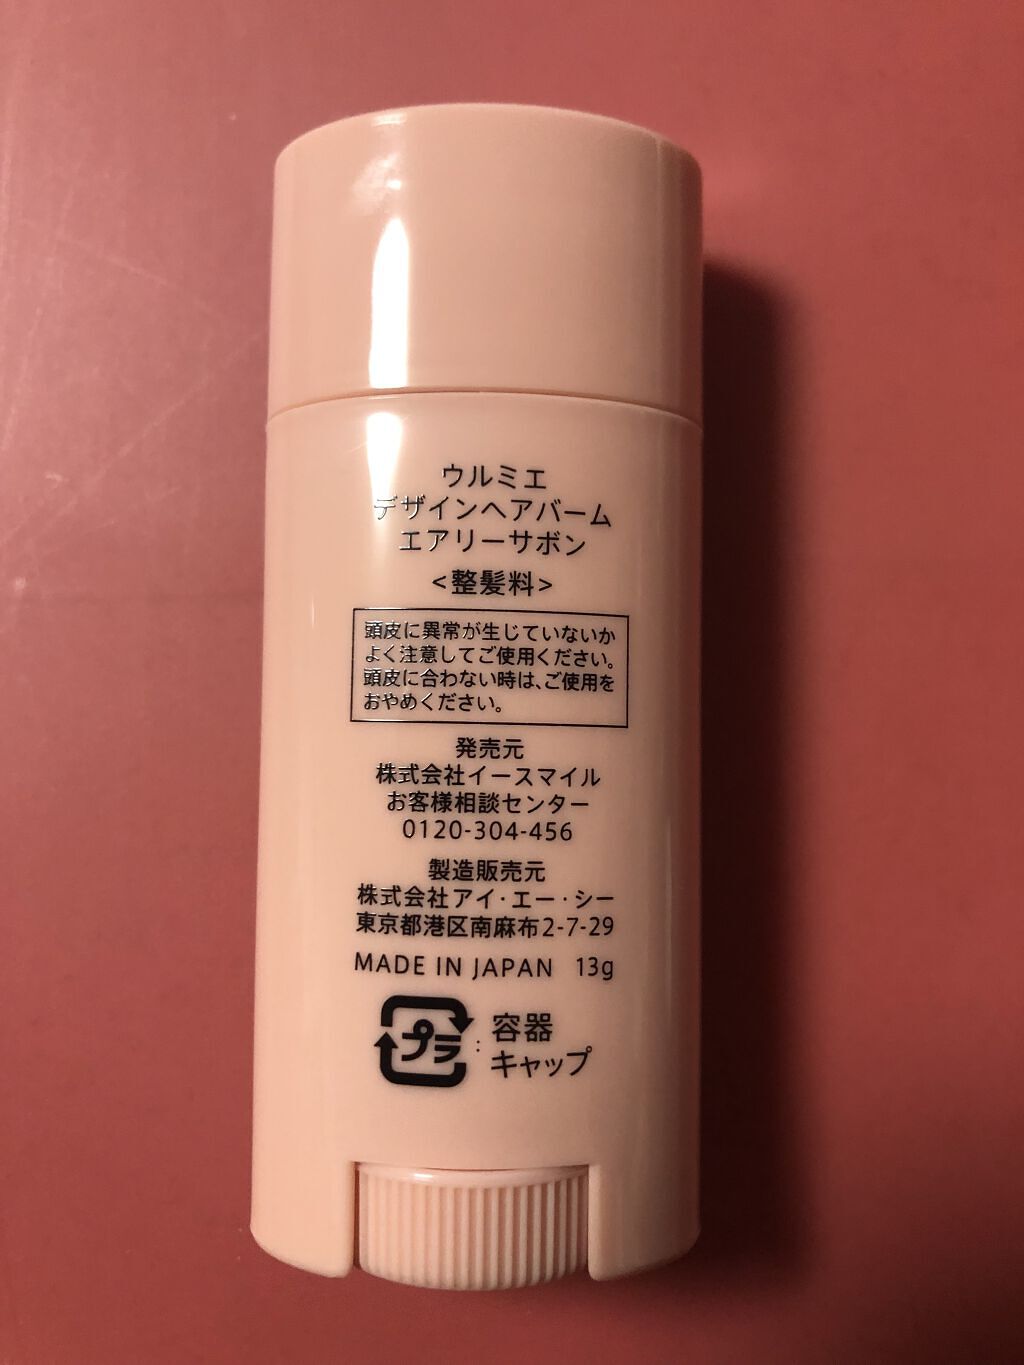 ウルミエ
デザインヘアバーム
エアリーサボン
<整髪料>
頭皮に異常が生じていないか
よく注意してご使用ください。
頭皮に合わない時は、ご使用を
おやめください。
発売元
株式会社イースマイル
お客様相談センター
0120-304-456
製造販売元
株式会社アイ・エー・シー
東京都港区南麻布2-7-29
MADE IN JAPAN 13g
プラ : 容器
キャップ